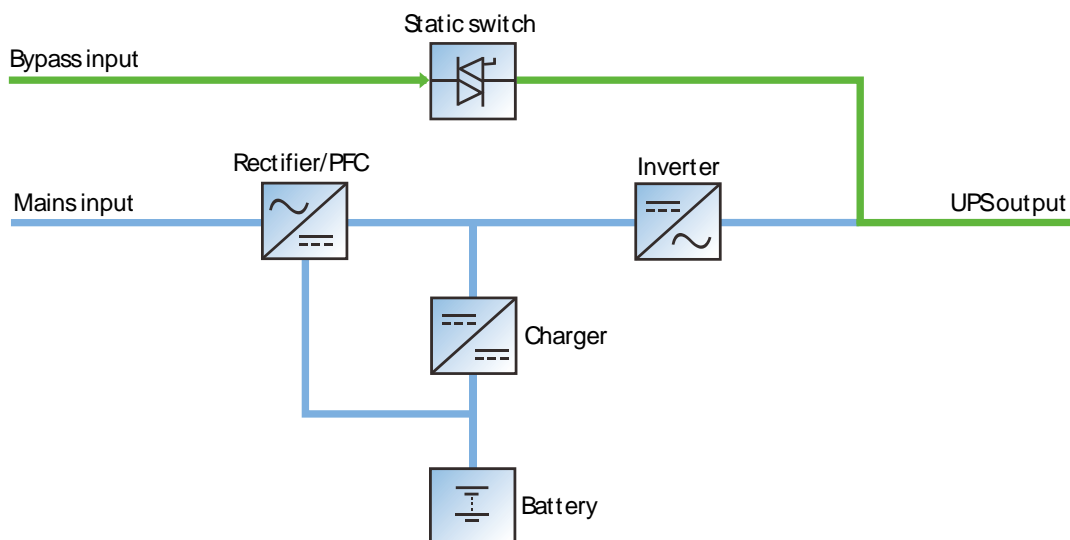 Static switch
Bypass input
Rectifier/PFC
Inverter
Mains input
UPS output
Charger
Battery